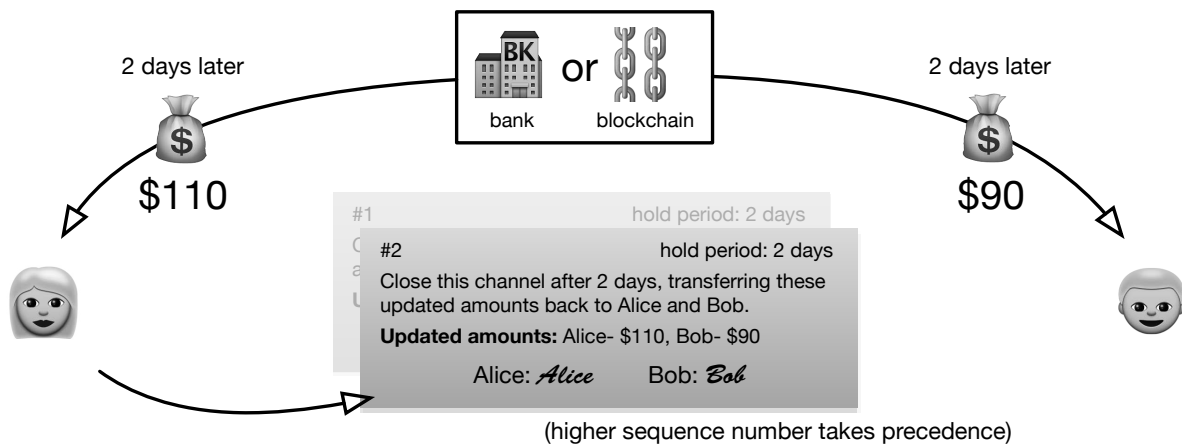 BK
or
bank
blockchain
2 days later
2 days later
$
$
$110
$90
#1
hold period: 2 days
#2
hold period: 2 days
Close this channel after 2 days, transferring these
updated amounts back to Alice and Bob.
Updated amounts: Alice- $110, Bob- $90
Alice: Alice
Bob: Bob
(higher sequence number takes precedence)